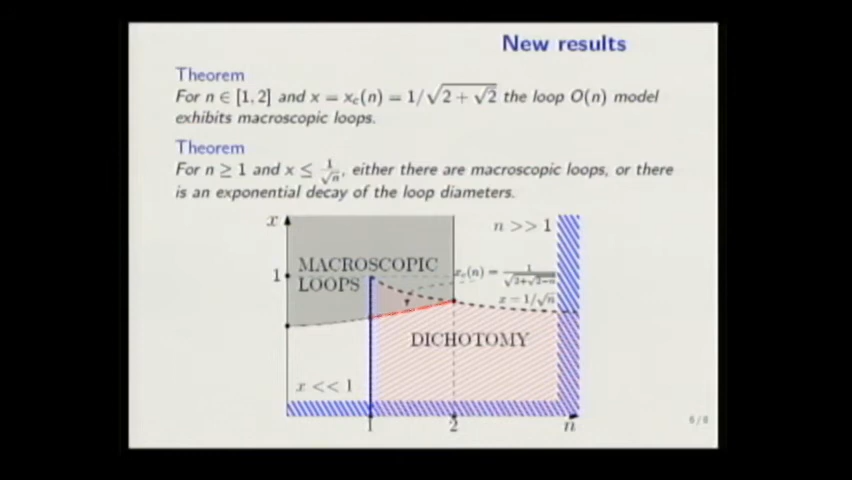 New results
Theorem
For n ∈ [1, 2] and x = x_c(n) = 1/√(2 + √2) the loop O(n) model
exhibits macroscopic loops.
Theorem
For n ≥ 1 and x ≤ 1/√n, either there are macroscopic loops, or there
is an exponential decay of the loop diameters.
x
n >> 1
MACROSCOPIC
LOOPS
1
x_c(n) = 1/√(2+√(2−n))
x = 1/√n
DICHOTOMY
x << 1
1
2
n
6/8